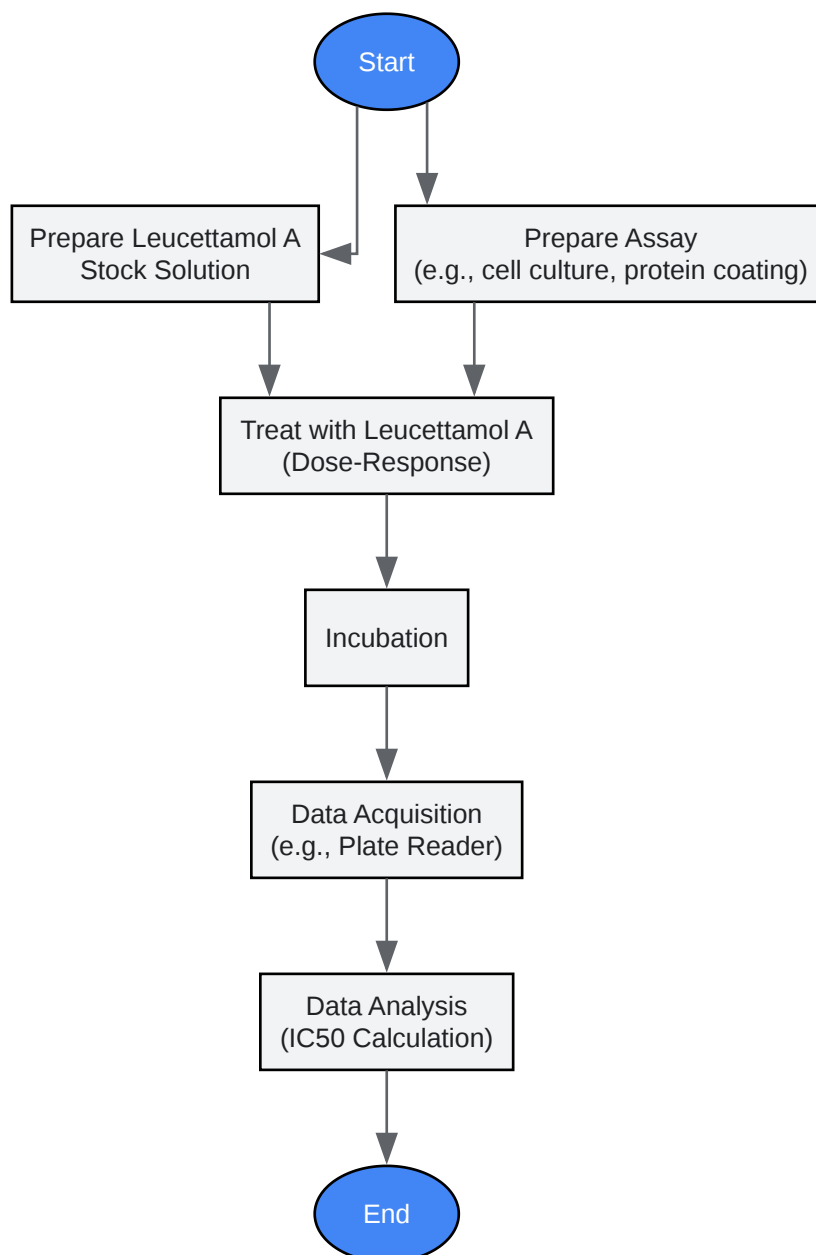 Start
Prepare Leucettamol A
Stock Solution
Prepare Assay
(e.g., cell culture, protein coating)
Treat with Leucettamol A
(Dose-Response)
Incubation
Data Acquisition
(e.g., Plate Reader)
Data Analysis
(IC50 Calculation)
End